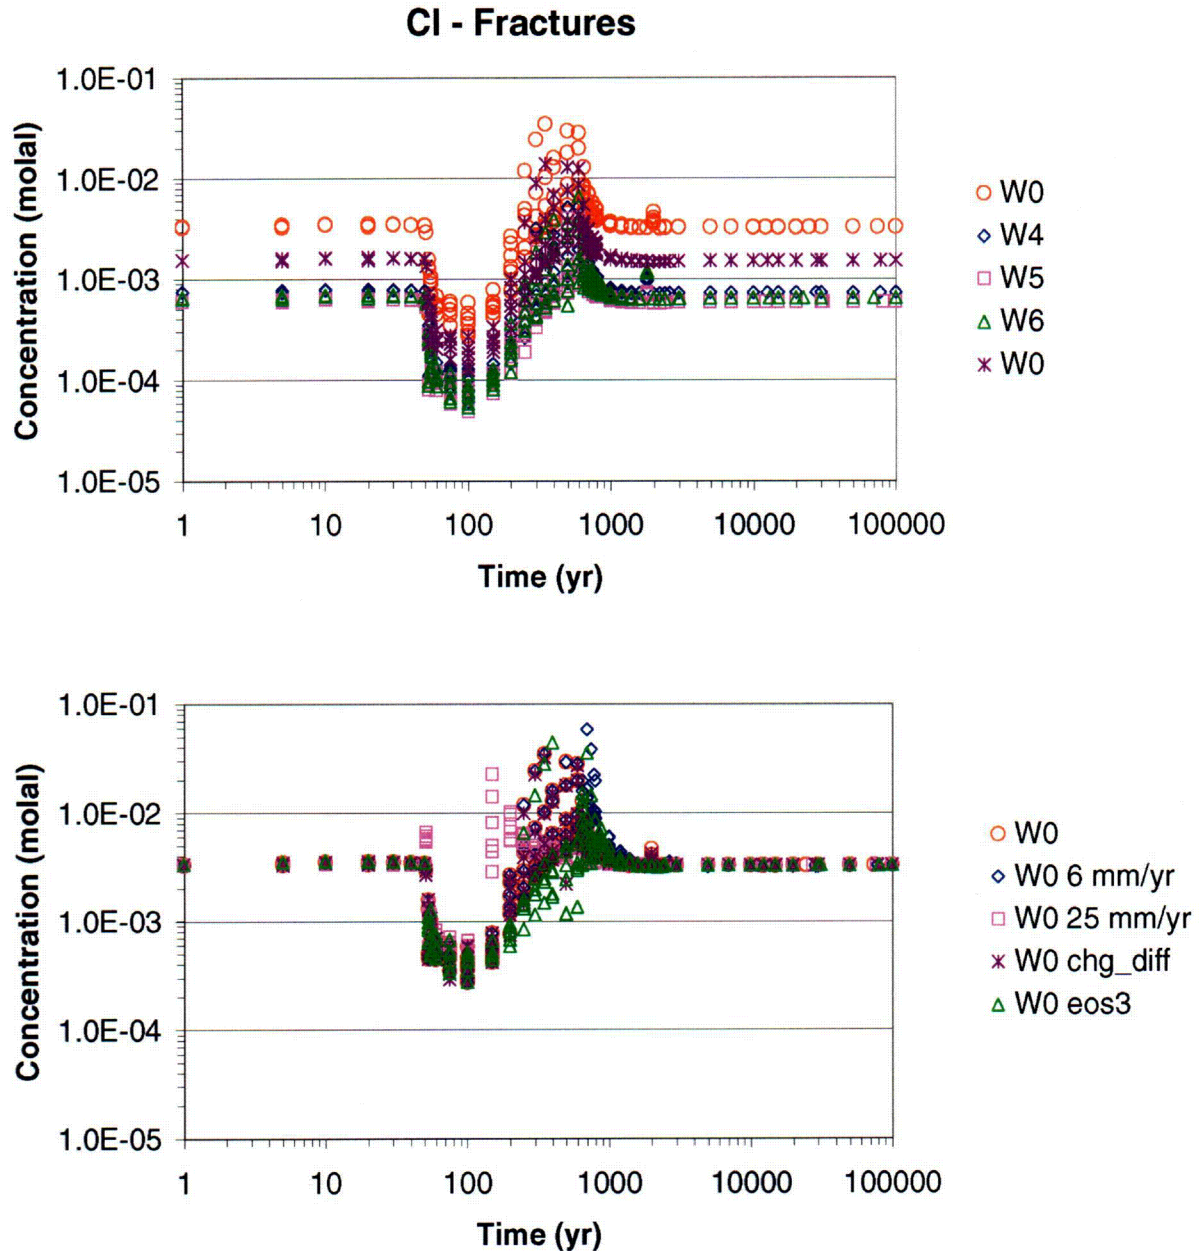 Cl - Fractures
1.0E-01
1.0E-02
1.0E-03
1.0E-04
1.0E-05
Concentration (molal)
1
10
100
1000
10000
100000
Time (yr)
W0
W4
W5
W6
W0
1.0E-01
1.0E-02
1.0E-03
1.0E-04
1.0E-05
Concentration (molal)
1
10
100
1000
10000
100000
Time (yr)
W0
W0 6 mm/yr
W0 25 mm/yr
W0 chg_diff
W0 eos3